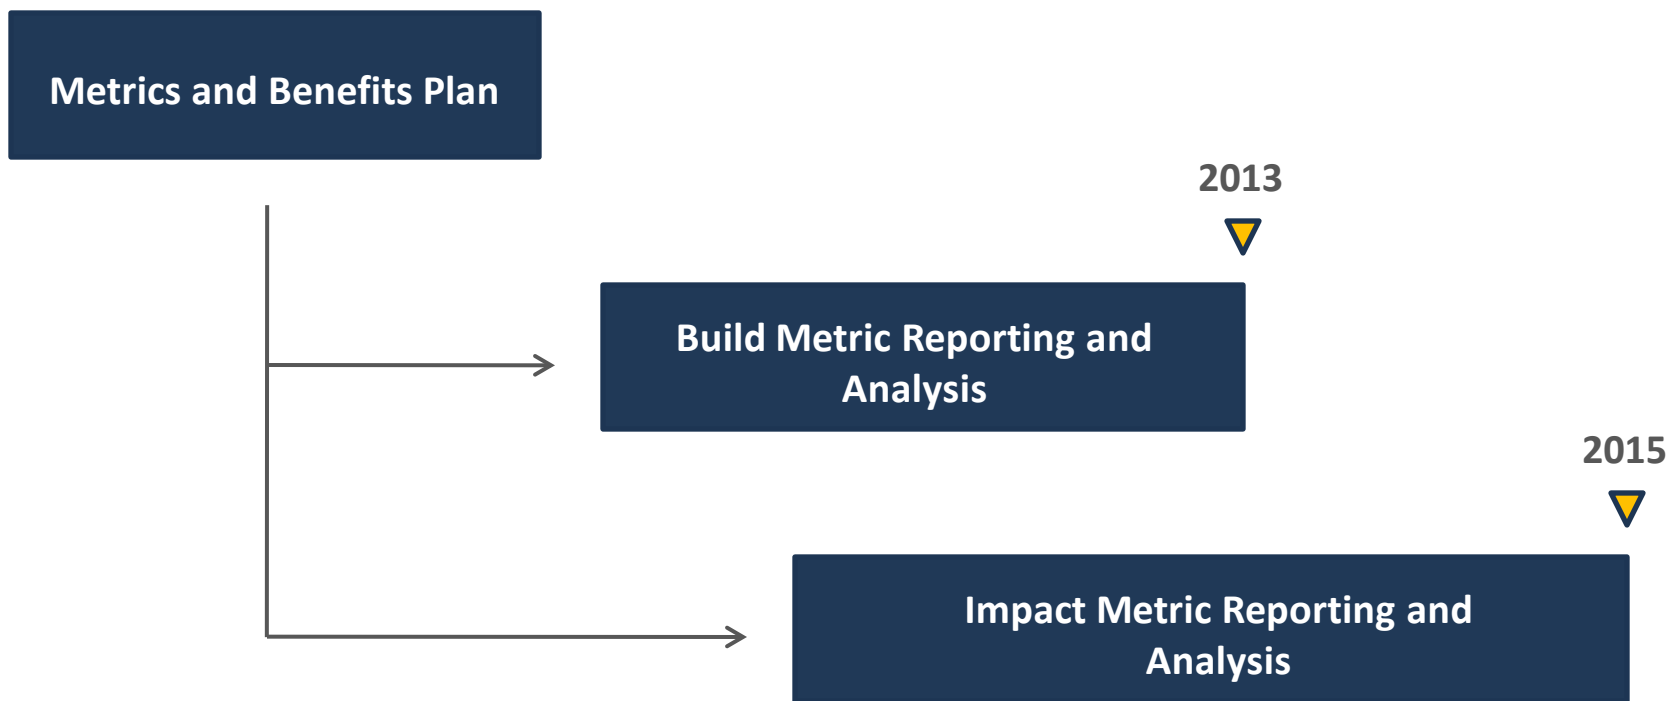 Metrics and Benefits Plan
2013
Build Metric Reporting and
Analysis
2015
Impact Metric Reporting and
Analysis